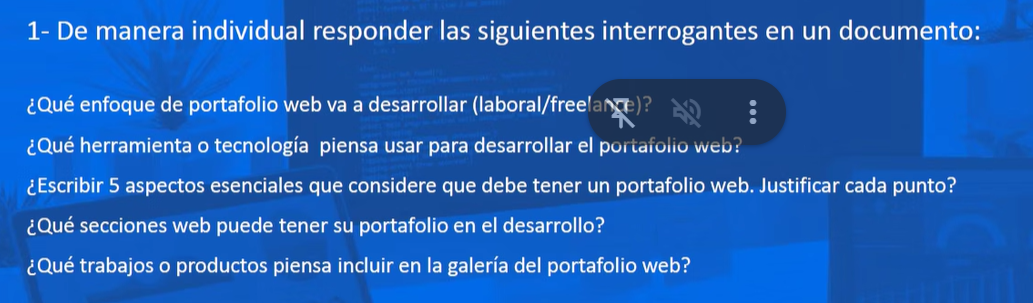 1- De manera individual responder las siguientes interrogantes en un documento:
¿Qué enfoque de portafolio web va a desarrollar (laboral/freelance)?
¿Qué herramienta o tecnología piensa usar para desarrollar el portafolio web?
¿Escribir 5 aspectos esenciales que considere que debe tener un portafolio web. Justificar cada punto?
¿Qué secciones web puede tener su portafolio en el desarrollo?
¿Qué trabajos o productos piensa incluir en la galería del portafolio web?